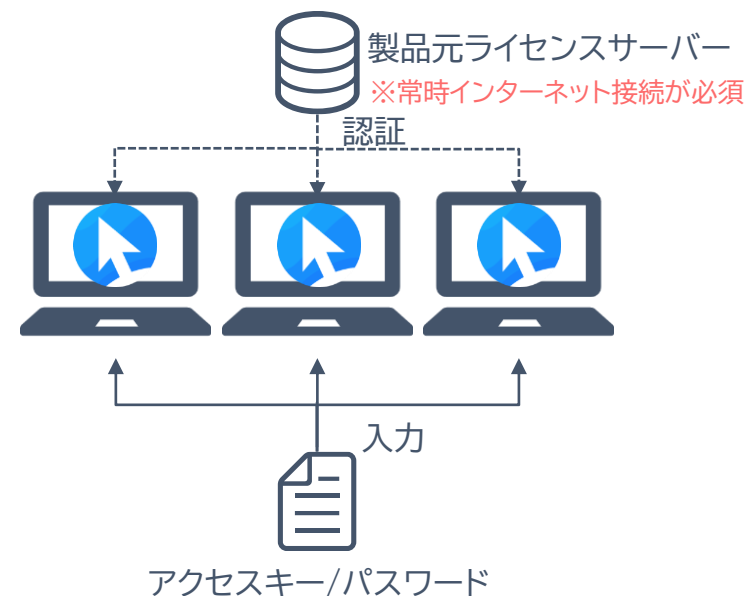 製品元ライセンスサーバー
※常時インターネット接続が必須
認証
入力
アクセスキー/パスワード